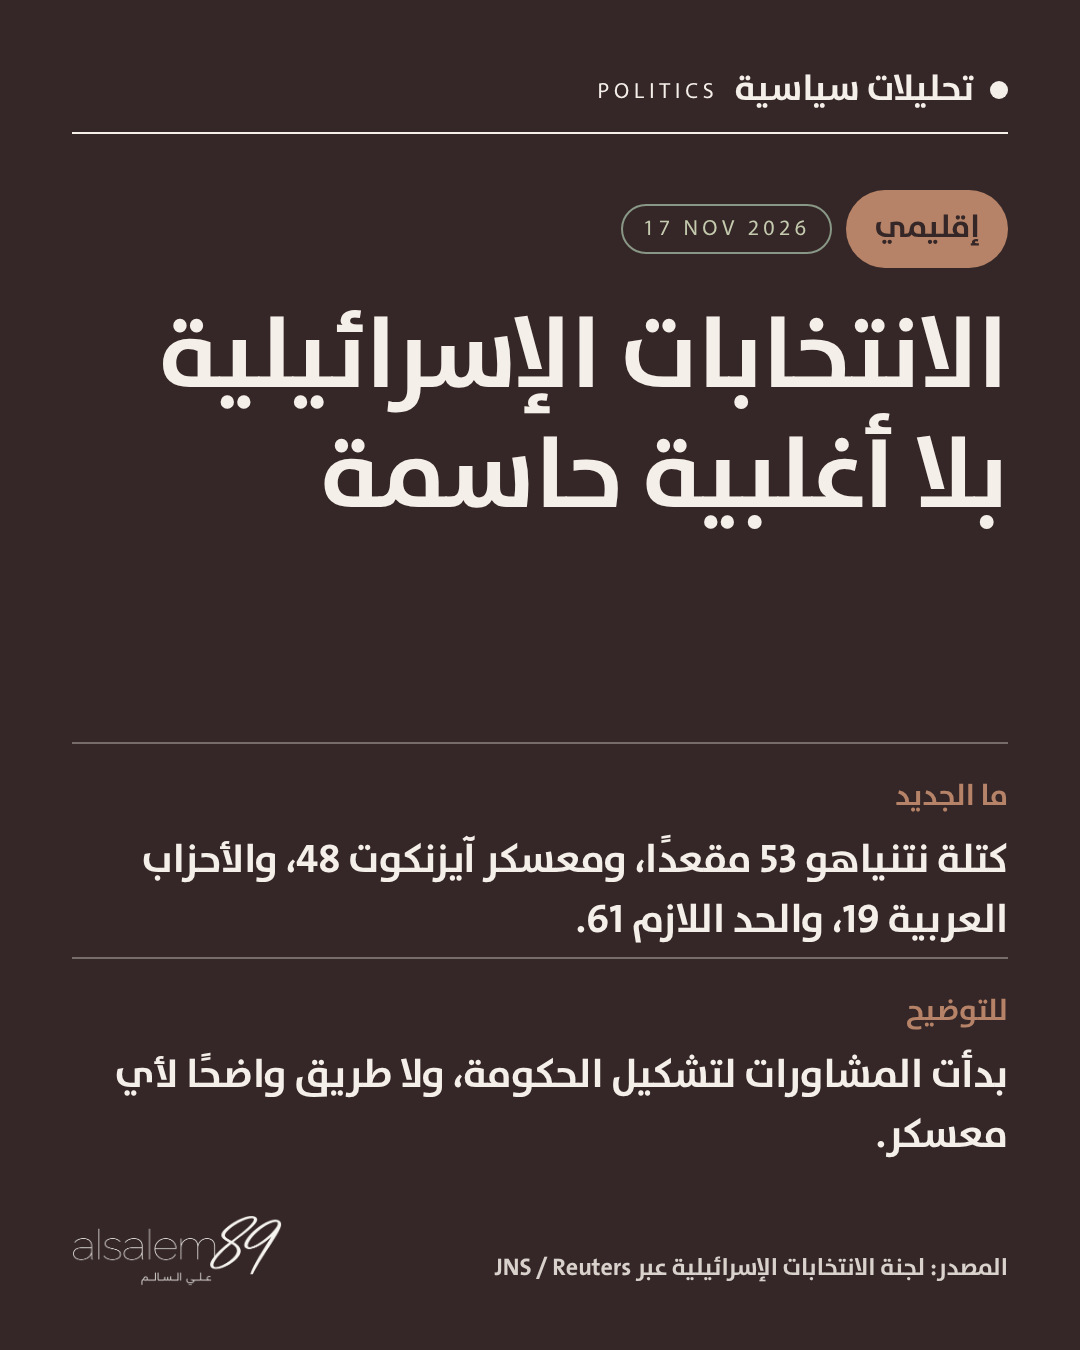 تحليلات سياسية POLITICS
إقليمي 17 NOV 2026
الانتخابات الإسرائيلية
بلا أغلبية حاسمة
ما الجديد
كتلة نتنياهو 53 مقعدًا، ومعسكر آيزنكوت 48، والأحزاب
العربية 19، والحد اللازم 61.
للتوضيح
بدأت المشاورات لتشكيل الحكومة، ولا طريق واضحًا لأي
معسكر.
المصدر: لجنة الانتخابات الإسرائيلية عبر JNS / Reuters
alsalem89
علي السالم